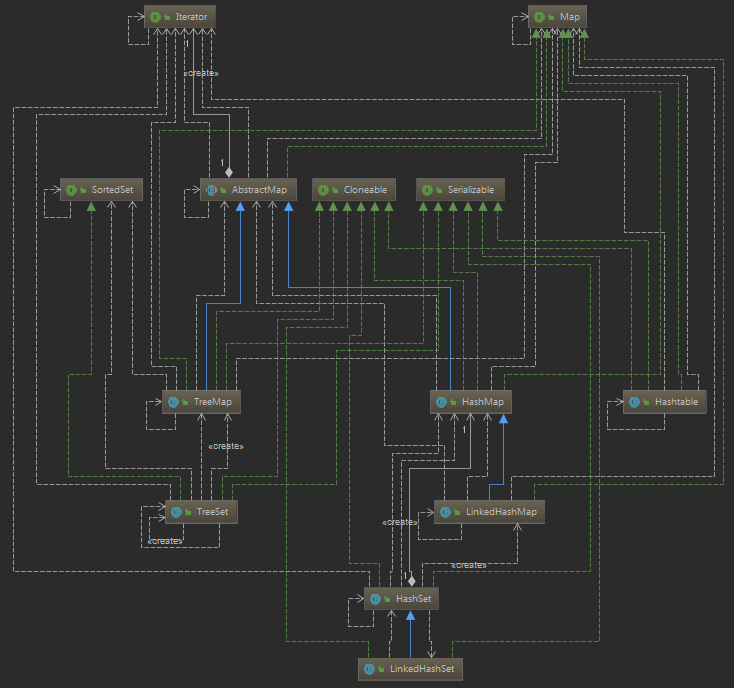 Iterator
Map
1
«create»
1
SortedSet
AbstractMap
Cloneable
Serializable
TreeMap
HashMap
Hashtable
1
«create»
TreeSet
LinkedHashMap
«create»
«create»
«create»
1
HashSet
LinkedHashSet